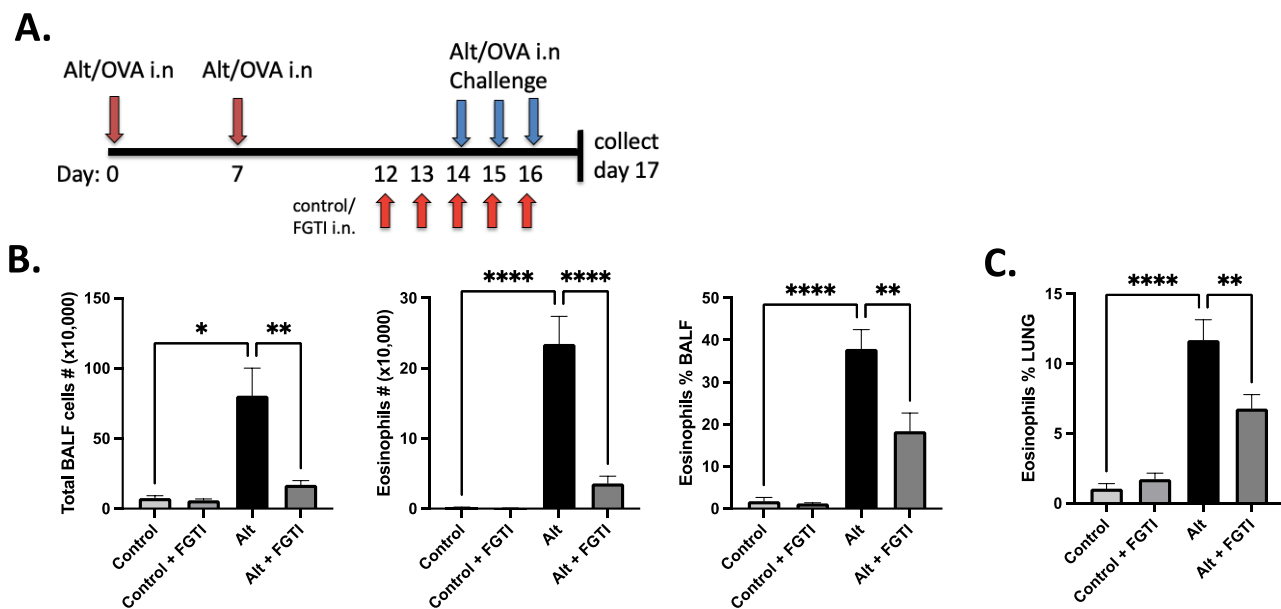 A.
Alt/OVA i.n
Alt/OVA i.n
Alt/OVA i.n
Challenge
collect
day 17
Day: 0 7 12 13 14 15 16
control/
FGTI i.n.
B.
Total BALF cells # (x10,000)
150
100
50
0
* **
Control
Control + FGTI
Alt
Alt + FGTI
Eosinophils # (x10,000)
30
20
10
0
**** ****
Control
Control + FGTI
Alt
Alt + FGTI
Eosinophils % BALF
50
40
30
20
10
0
**** **
Control
Control + FGTI
Alt
Alt + FGTI
C.
Eosinophils % LUNG
15
10
5
0
**** **
Control
Control + FGTI
Alt
Alt + FGTI